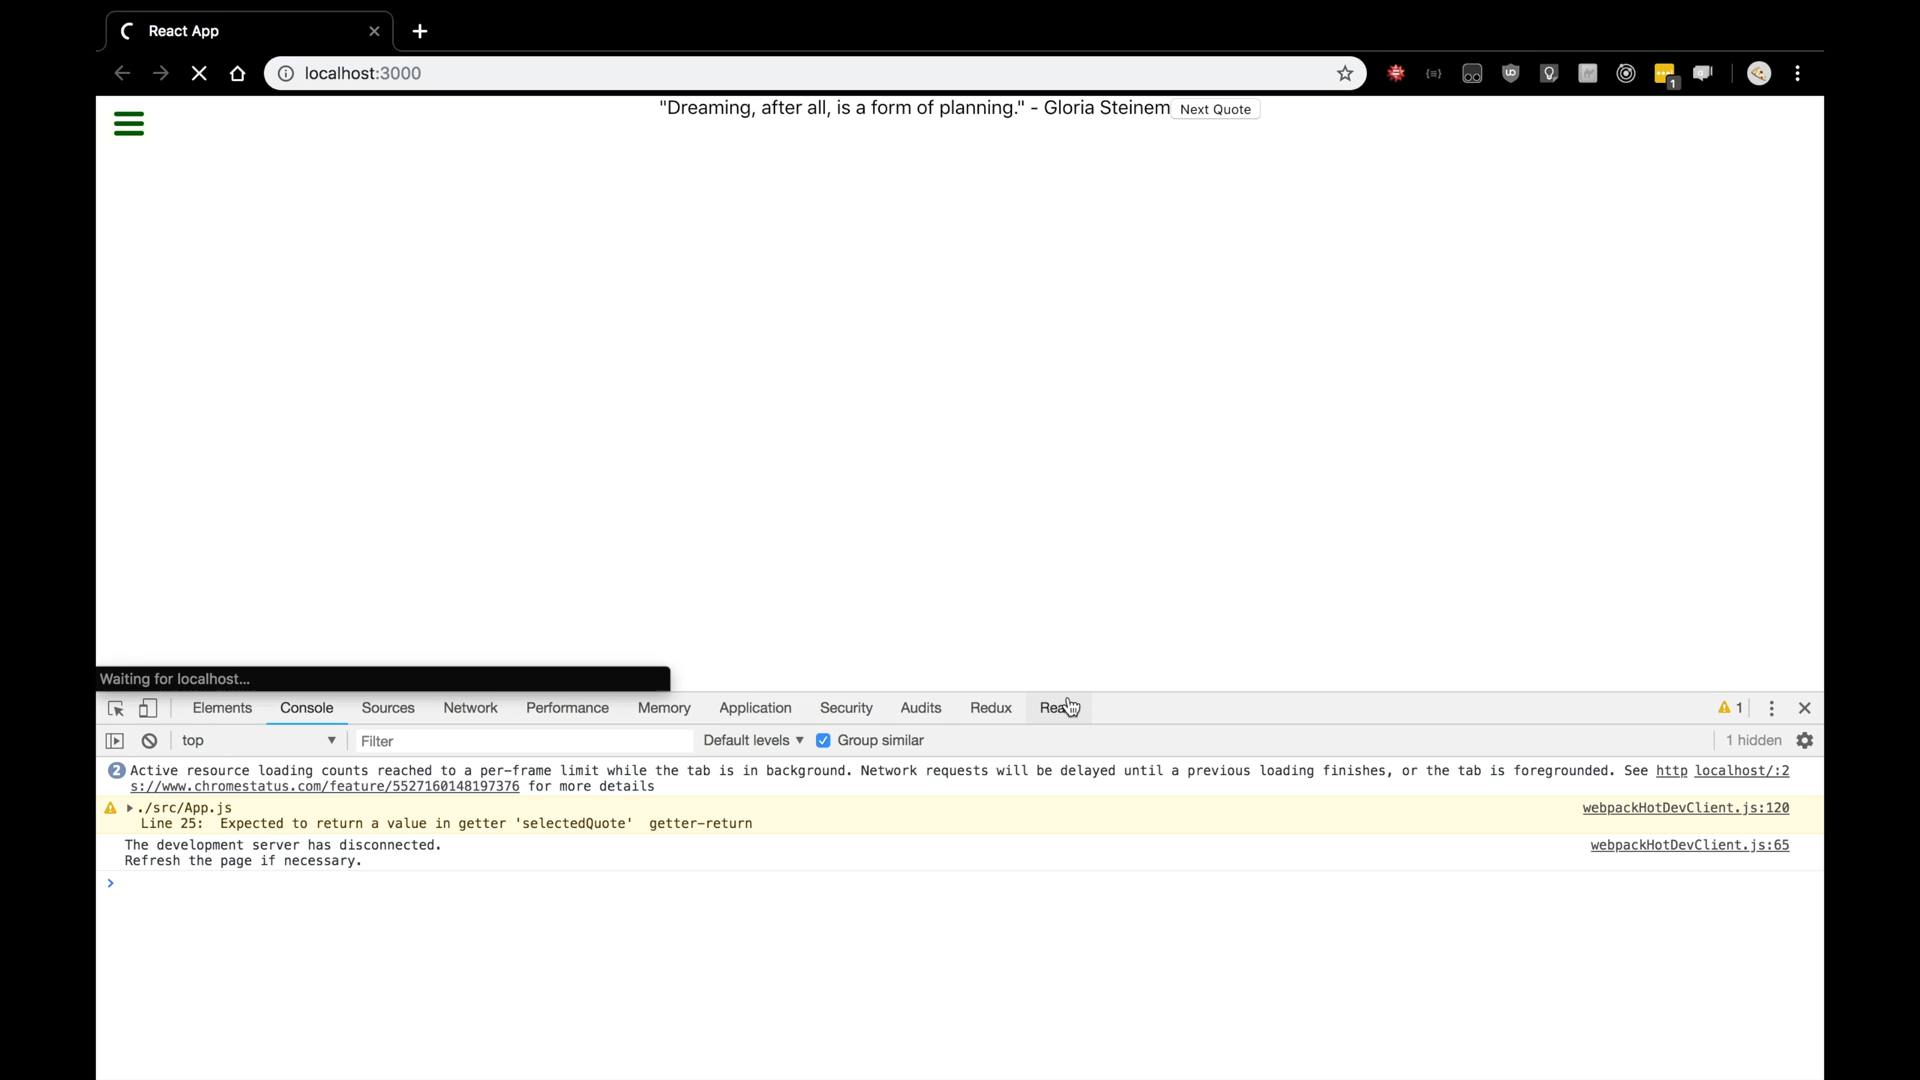 React App
localhost:3000
1
"Dreaming, after all, is a form of planning." - Gloria Steinem Next Quote
Waiting for localhost...
Elements Console Sources Network Performance Memory Application Security Audits Redux 1
top Filter Default levels Group similar 1 hidden
2 Active resource loading counts reached to a per-frame limit while the tab is in background. Network requests will be delayed until a previous loading finishes, or the tab is foregrounded. See http localhost/:2
s://www.chromestatus.com/feature/5527160148197376 for more details
./src/App.js webpackHotDevClient.js:120
Line 25: Expected to return a value in getter 'selectedQuote' getter-return
The development server has disconnected. webpackHotDevClient.js:65
Refresh the page if necessary.